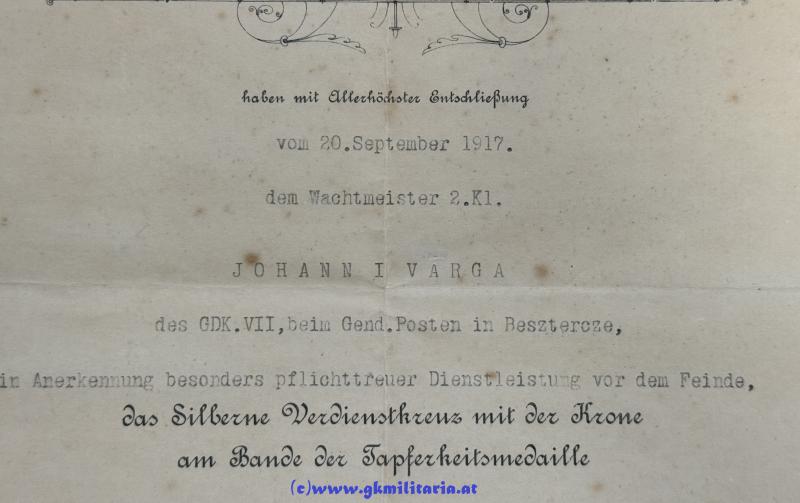 haben mit Allerhöchster Entschließung
vom 20.September 1917.
dem Wachtmeister 2.Kl.
JOHANN I VARGA
des GDK.VII,beim Gend.Posten in Besztercze,
in Anerkennung besonders pflichttreuer Dienstleistung vor dem Feinde,
das Silberne Verdienstkreuz mit der Krone
am Bande der Tapferkeitsmedaille
(c)www.gkmilitaria.at